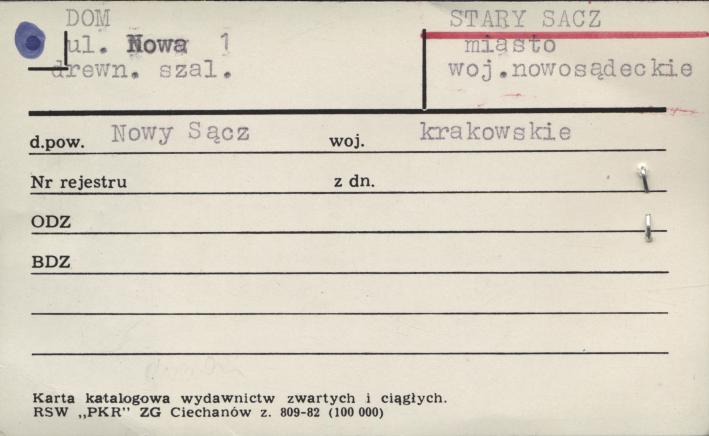 DOM
ul. Nowa 1
drewn. szal.
STARY SACZ
miasto
woj.nowosądeckie
d.pow. Nowy Sącz woj. krakowskie
Nr rejestru z dn.
ODZ
BDZ
Karta katalogowa wydawnictw zwartych i ciągłych.
RSW „PKR" ZG Ciechanów z. 809-82 (100 000)